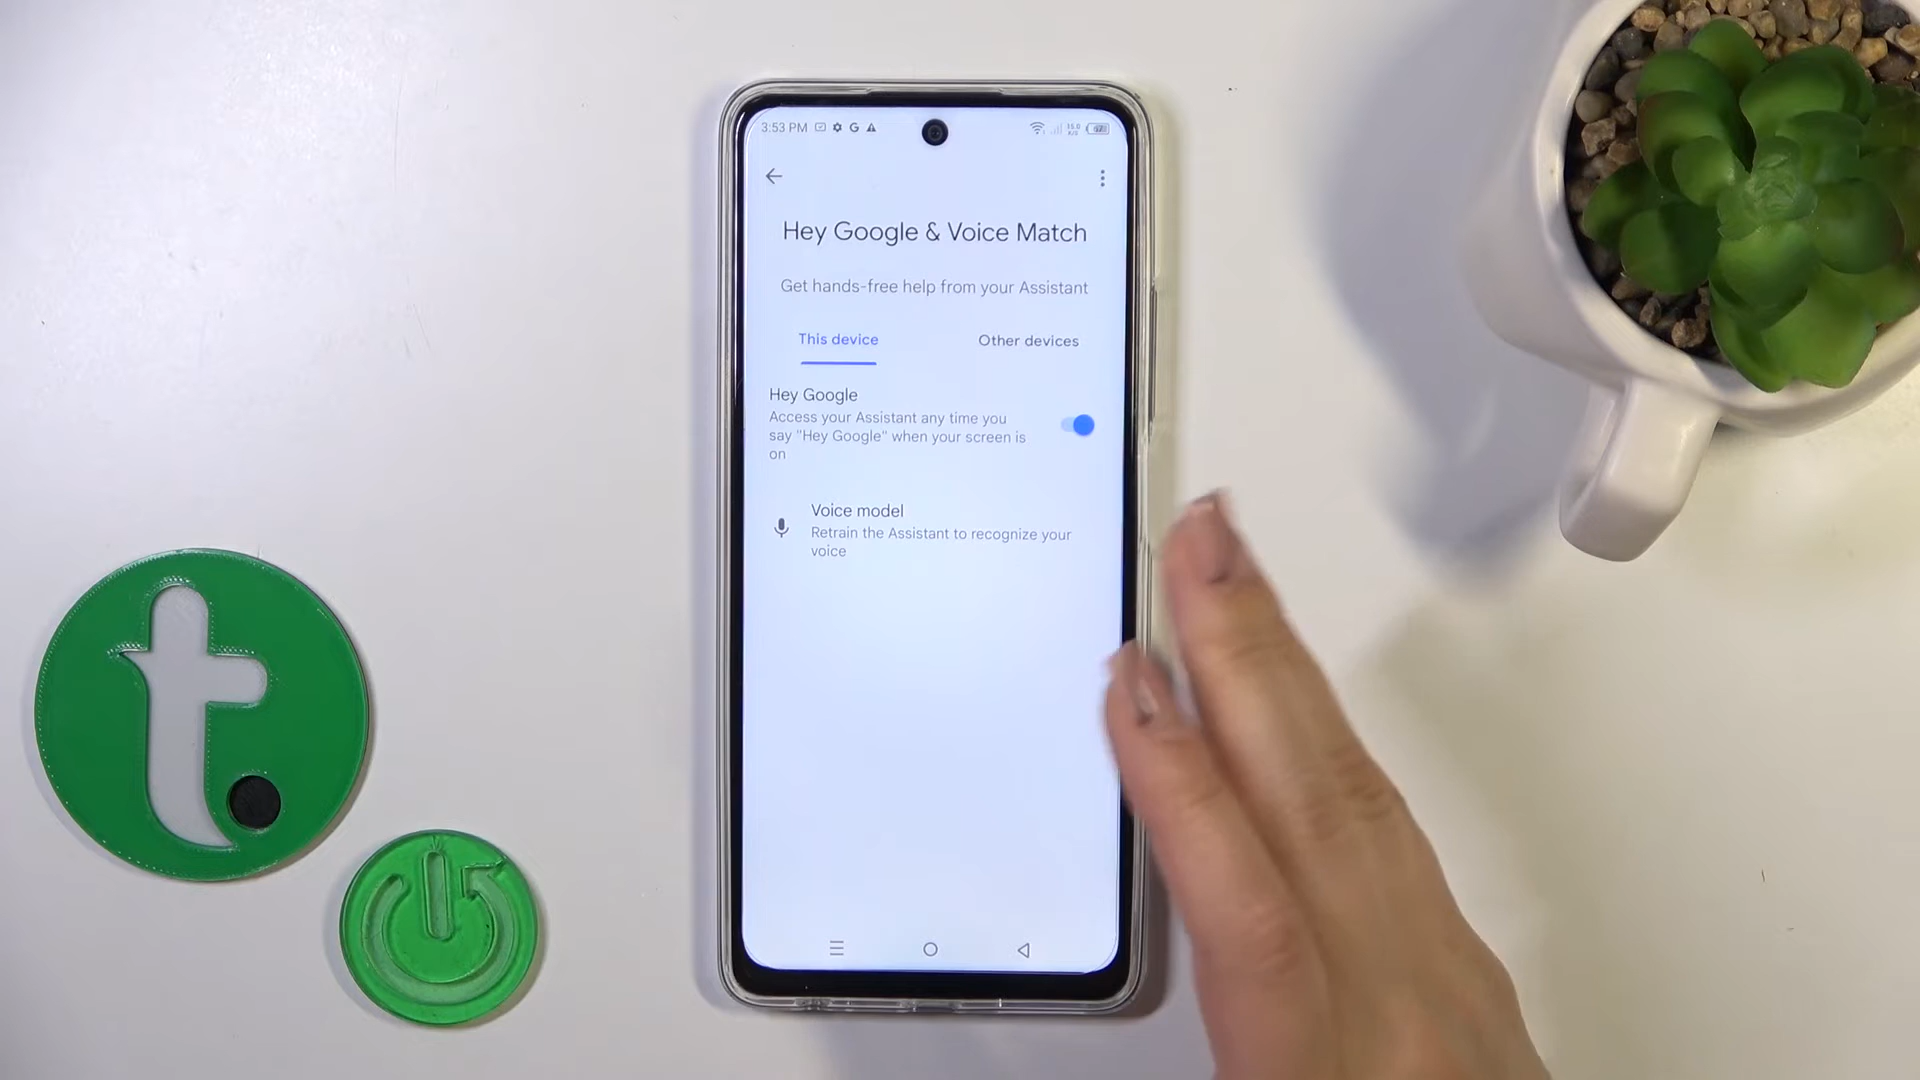 3:53 PM
Hey Google & Voice Match
Get hands-free help from your Assistant
This device
Other devices
Hey Google
Access your Assistant any time you
say "Hey Google" when your screen is
on
Voice model
Retrain the Assistant to recognize your
voice
t.